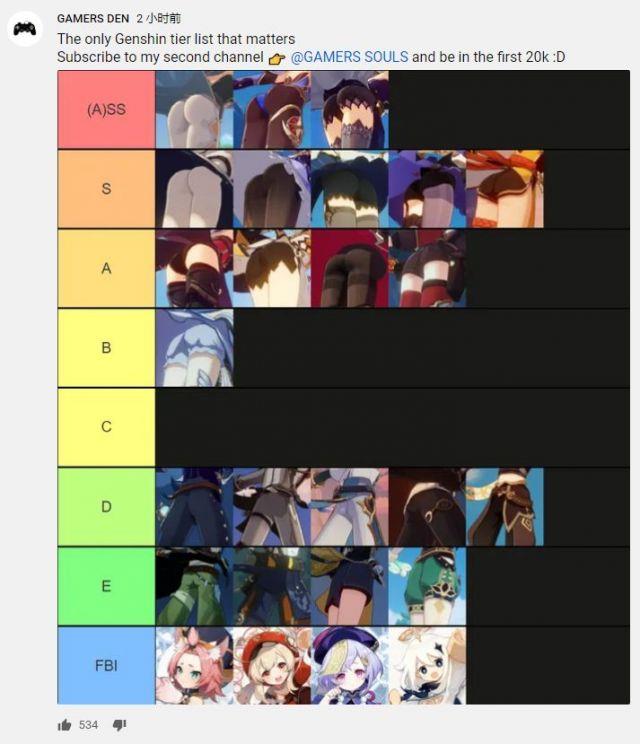 GAMERS DEN 2 小时前
The only Genshin tier list that matters
Subscribe to my second channel 👉 @GAMERS SOULS and be in the first 20k :D
(A)SS
S
A
B
C
D
E
FBI
534